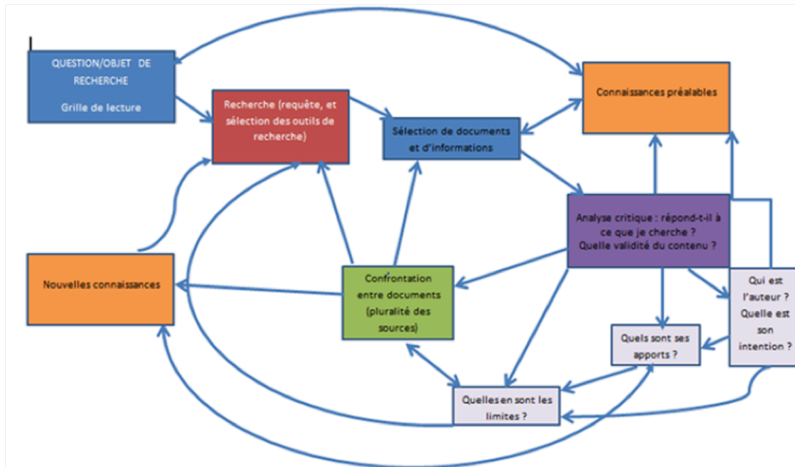 QUESTION/OBJET DE
RECHERCHE
Grille de lecture
Recherche (requête, et
sélection des outils de
recherche)
Connaissances préalables
Sélection de documents
et d'informations
Analyse critique : répond-t-il à
ce que je cherche ?
Quelle validité du contenu ?
Nouvelles connaissances
Confrontation
entre documents
(pluralité des
sources)
Qui est
l'auteur ?
Quelle est
son
intention ?
Quels sont ses
apports ?
Quelles en sont les
limites ?